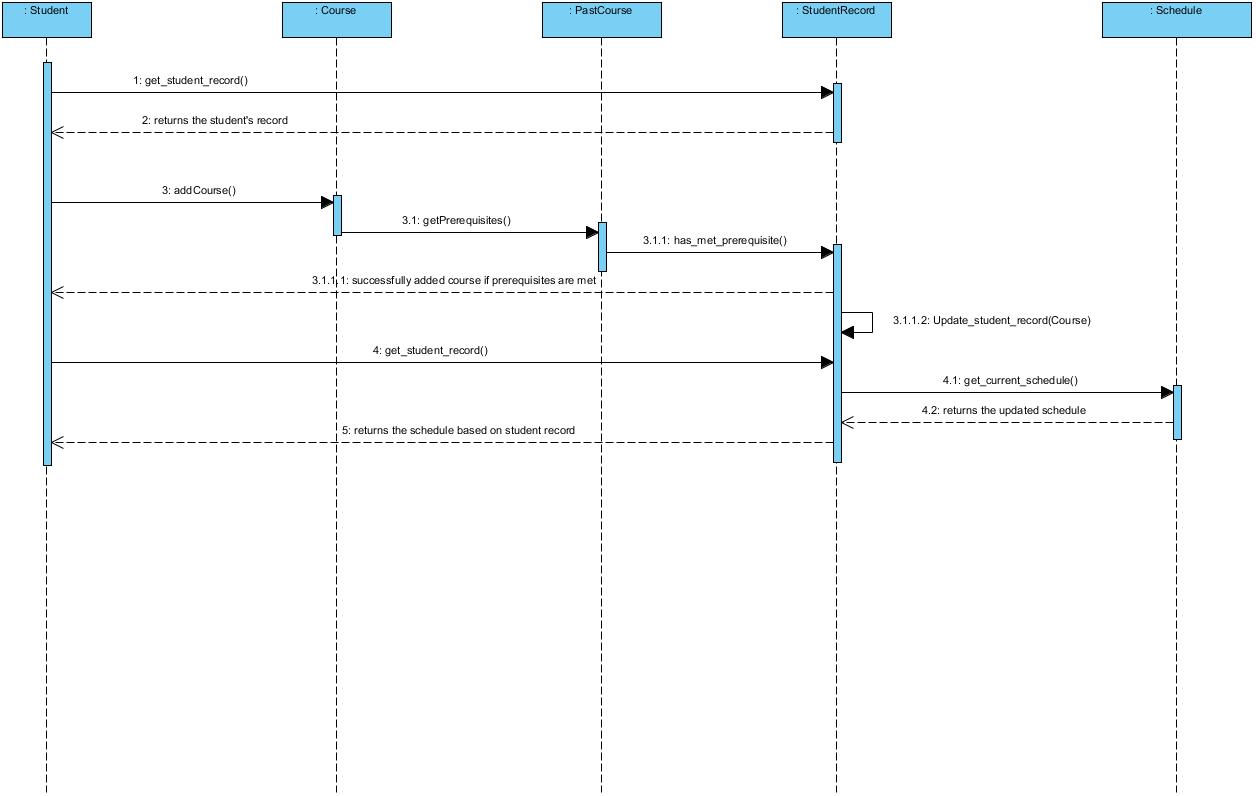 : Student
: Course
: PastCourse
: StudentRecord
: Schedule
1: get_student_record()
2: returns the student's record
3: addCourse()
3.1: getPrerequisites()
3.1.1: has_met_prerequisite()
3.1.1.1: successfully added course if prerequisites are met
3.1.1.2: Update_student_record(Course)
4: get_student_record()
4.1: get_current_schedule()
4.2: returns the updated schedule
5: returns the schedule based on student record